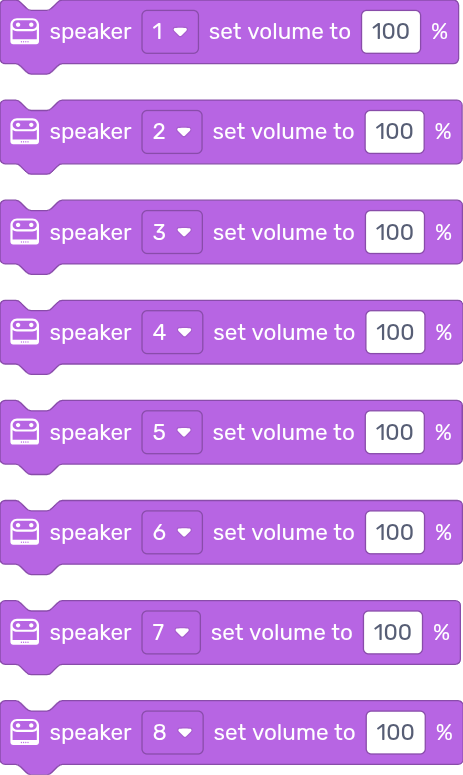 speaker 1 set volume to 100 %
speaker 2 set volume to 100 %
speaker 3 set volume to 100 %
speaker 4 set volume to 100 %
speaker 5 set volume to 100 %
speaker 6 set volume to 100 %
speaker 7 set volume to 100 %
speaker 8 set volume to 100 %